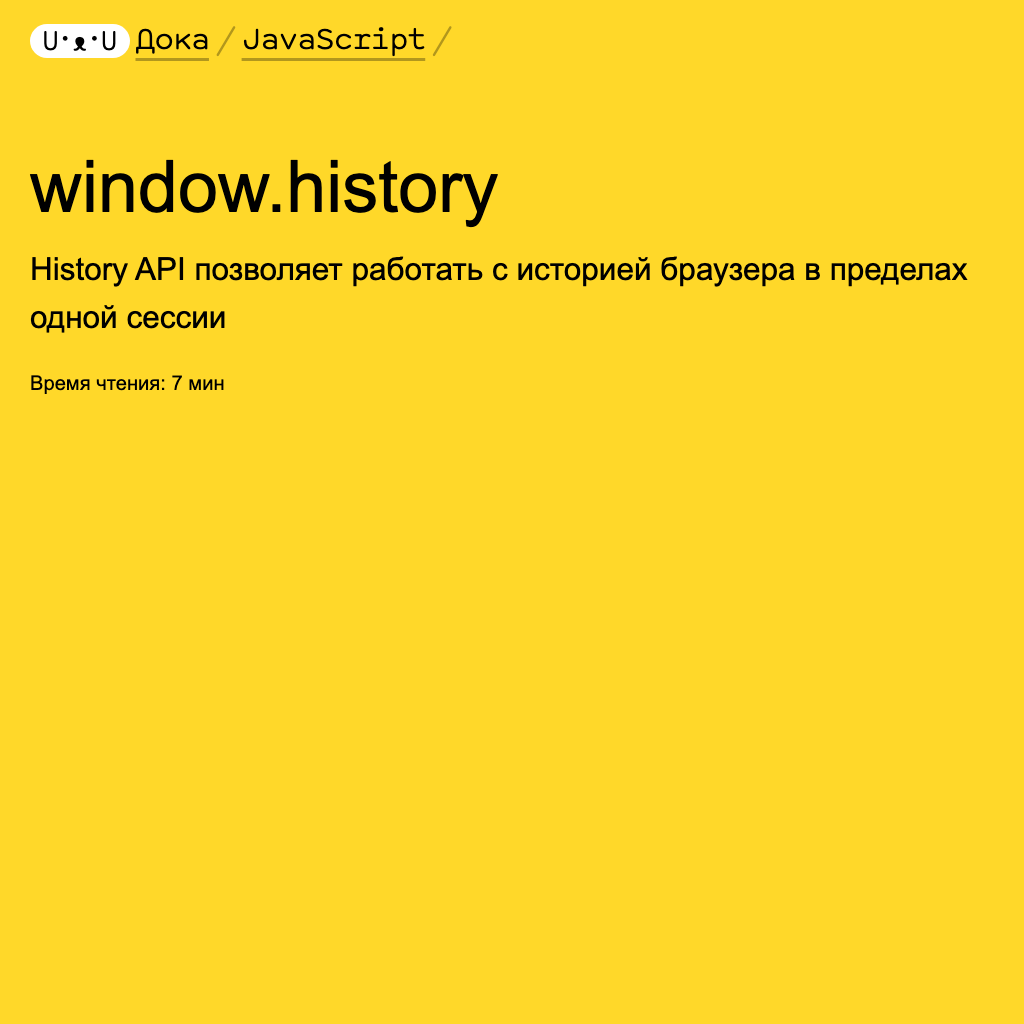 U•ᴥ•U Дока / JavaScript /
window.history
History API позволяет работать с историей браузера в пределах
одной сессии
Время чтения: 7 мин